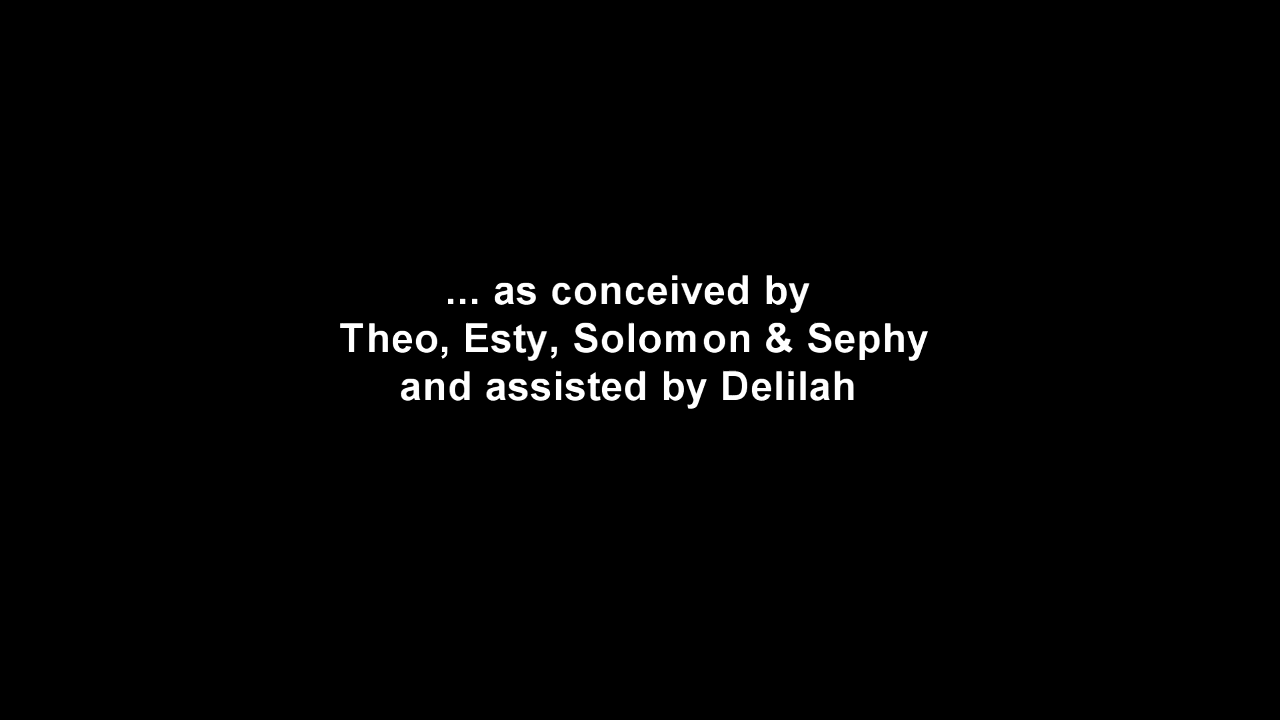 ... as conceived by
Theo, Esty, Solomon & Sephy
and assisted by Delilah